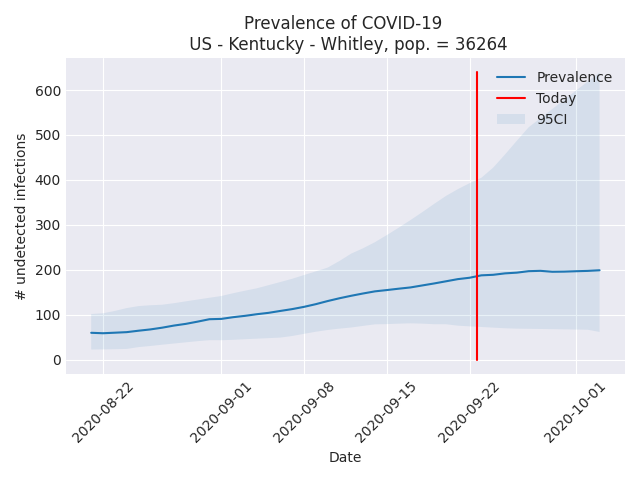 Prevalence of COVID-19
US - Kentucky - Whitley, pop. = 36264
Prevalence
Today
95CI
# undetected infections
600
500
400
300
200
100
0
2020-08-22
2020-09-01
2020-09-08
2020-09-15
2020-09-22
2020-10-01
Date